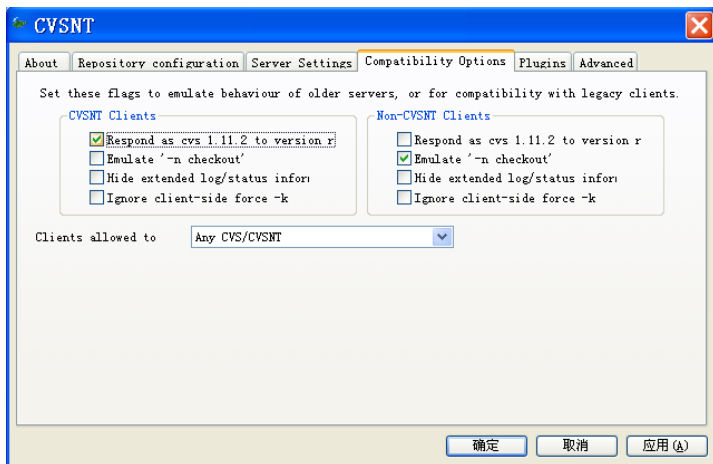 CVSNT
About Repository configuration Server Settings Compatibility Options Plugins Advanced
Set these flags to emulate behaviour of older servers, or for compatibility with legacy clients.
CVSNT Clients
Respond as cvs 1.11.2 to version r
Emulate '-n checkout'
Hide extended log/status infor
Ignore client-side force -k
Non-CVSNT Clients
Respond as cvs 1.11.2 to version r
Emulate '-n checkout'
Hide extended log/status infor
Ignore client-side force -k
Clients allowed to Any CVS/CVSNT
确定 取消 应用(A)